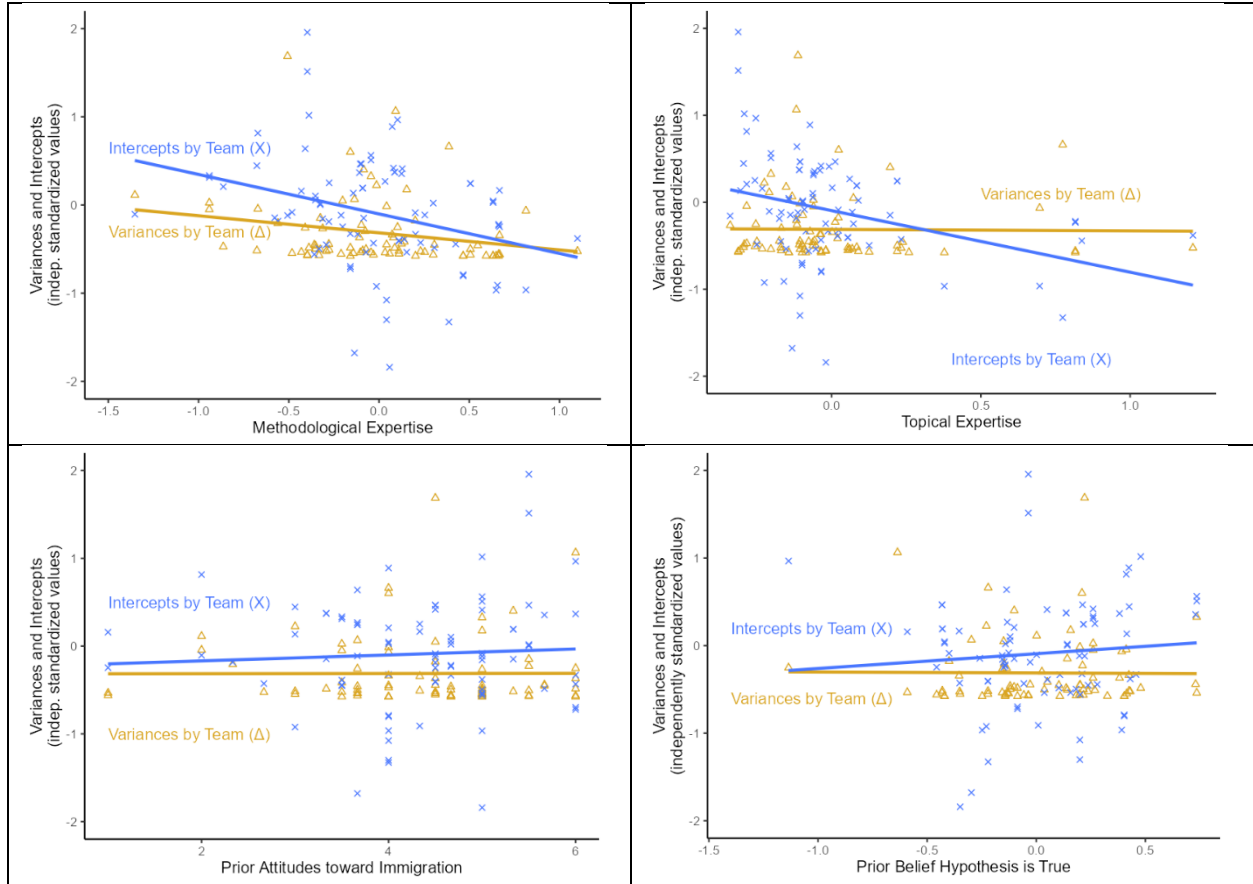 2
1
0
-1
-2
Variances and Intercepts
(indep. standardized values)
Intercepts by Team (X)
Variances by Team (Δ)
-1.5 -1.0 -0.5 0.0 0.5 1.0
Methodological Expertise
2
1
0
-1
-2
Variances and Intercepts
(indep. standardized values)
Variances by Team (Δ)
Intercepts by Team (X)
0.0 0.5 1.0
Topical Expertise
2
1
0
-1
-2
Variances and Intercepts
(indep. standardized values)
Intercepts by Team (X)
Variances by Team (Δ)
2 4 6
Prior Attitudes toward Immigration
2
1
0
-1
-2
Variances and Intercepts
(independently standardized values)
Intercepts by Team (X)
Variances by Team (Δ)
-1.5 -1.0 -0.5 0.0 0.5
Prior Belief Hypothesis is True